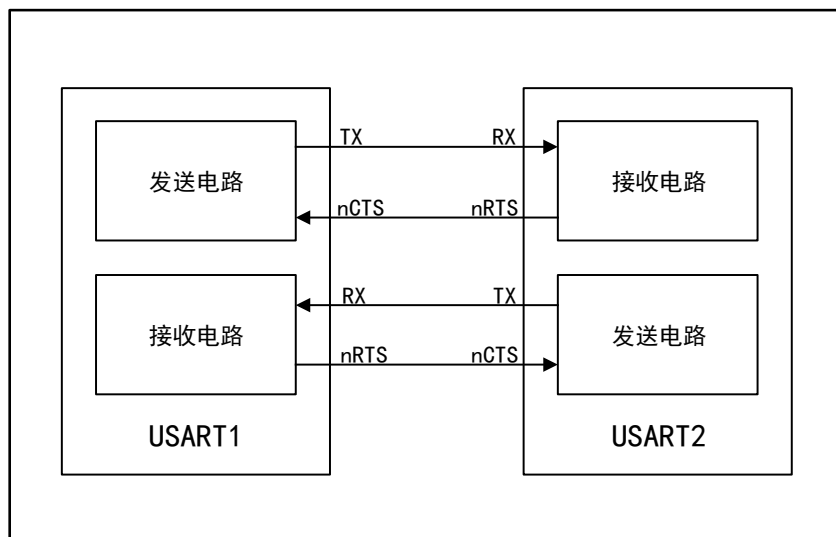 TX RX
发送电路 接收电路
nCTS nRTS
RX TX
接收电路 发送电路
nRTS nCTS
USART1 USART2